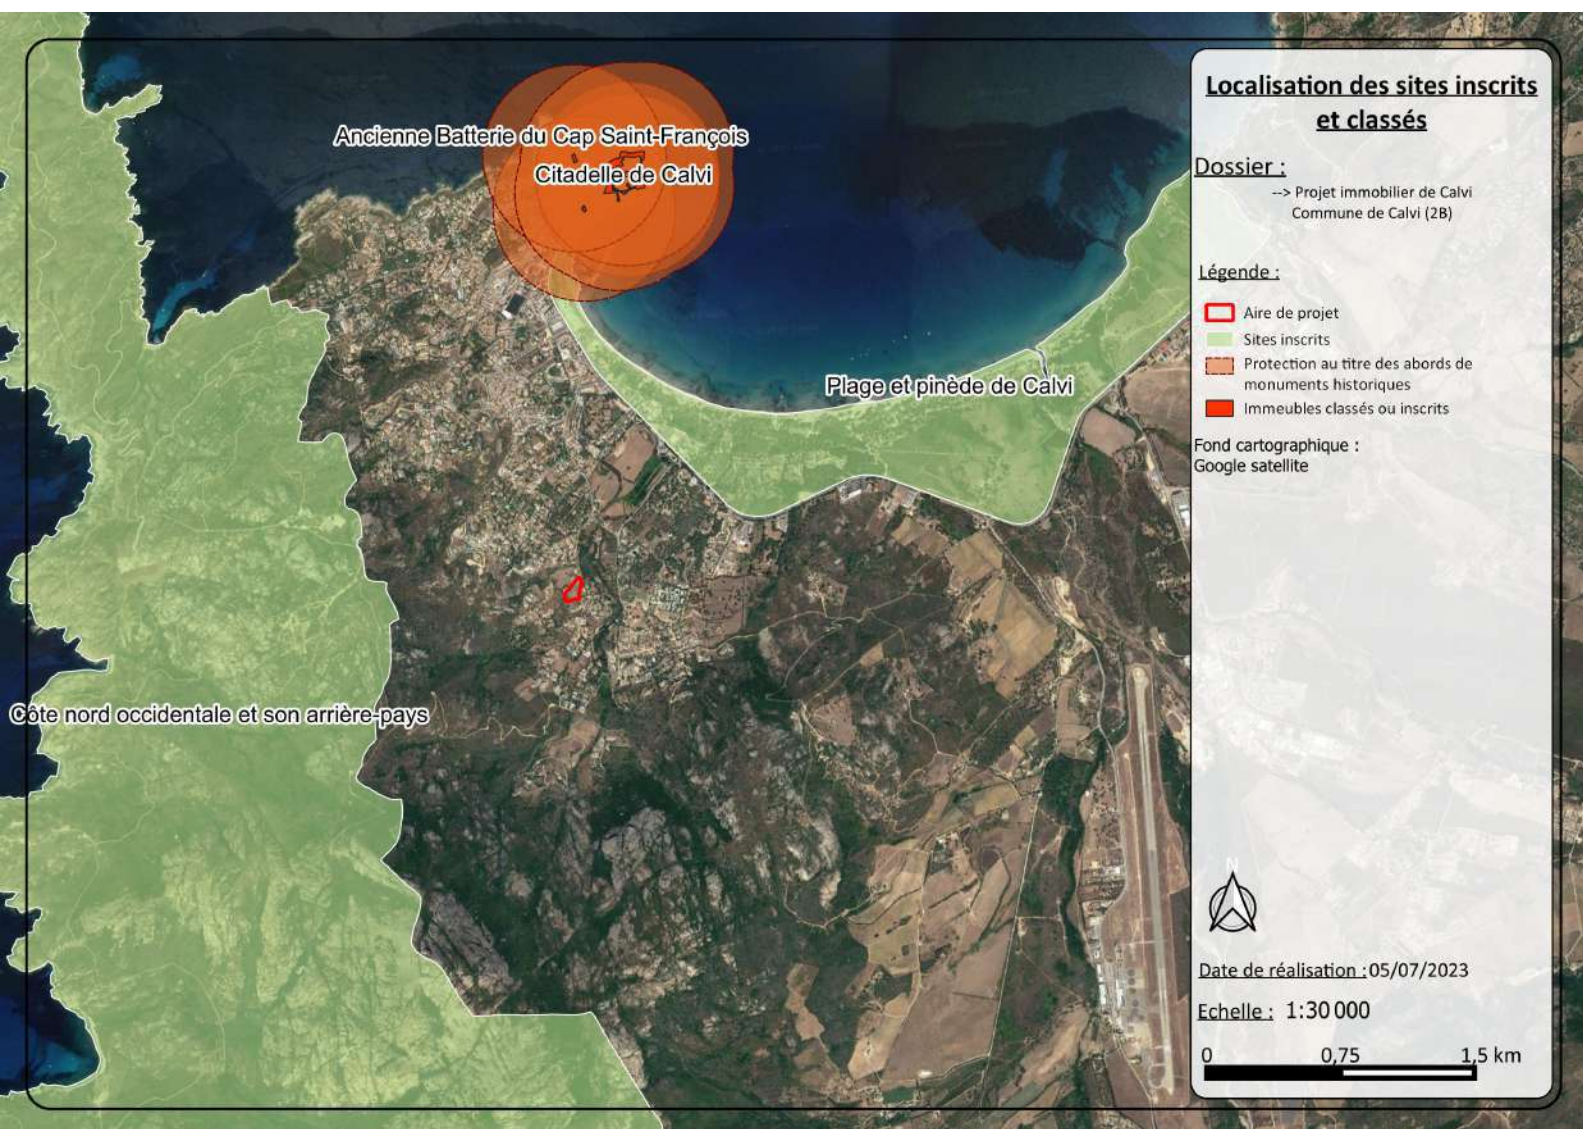 Ancienne Batterie du Cap Saint-François
Citadelle de Calvi
Plage et pinède de Calvi
Côte nord occidentale et son arrière-pays
Localisation des sites inscrits
et classés
Dossier :
--> Projet immobilier de Calvi
Commune de Calvi (2B)
Légende :
Aire de projet
Sites inscrits
Protection au titre des abords de
monuments historiques
Immeubles classés ou inscrits
Fond cartographique :
Google satellite
N
Date de réalisation : 05/07/2023
Echelle : 1:30 000
0 0,75 1,5 km